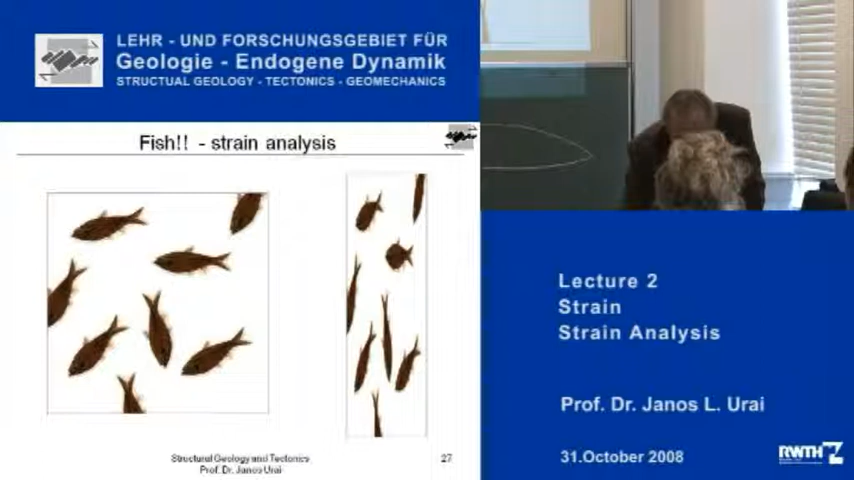 LEHR - UND FORSCHUNGSGEBIET FÜR
Geologie - Endogene Dynamik
STRUCTUAL GEOLOGY - TECTONICS - GEOMECHANICS
Fish!! - strain analysis
Structural Geology and Tectonics
Prof. Dr. Janos Urai
27
Lecture 2
Strain
Strain Analysis
Prof. Dr. Janos L. Urai
31.October 2008
RWTH